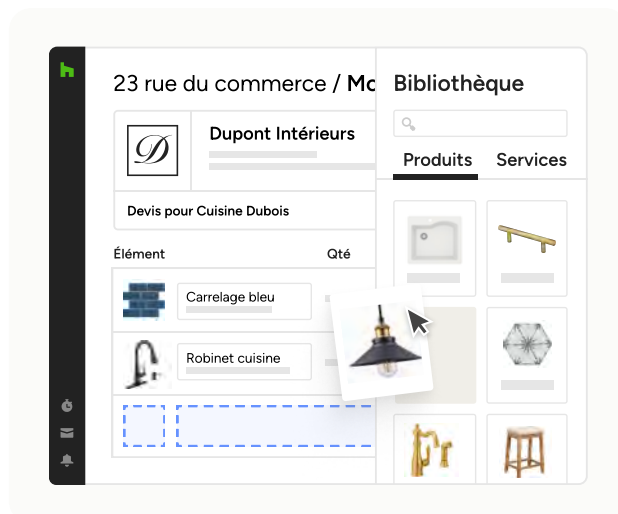 23 rue du commerce /
Bibliothèque
D
Dupont Intérieurs
Produits
Services
Devis pour Cuisine Dubois
Élément
Qté
Carrelage bleu
Robinet cuisine